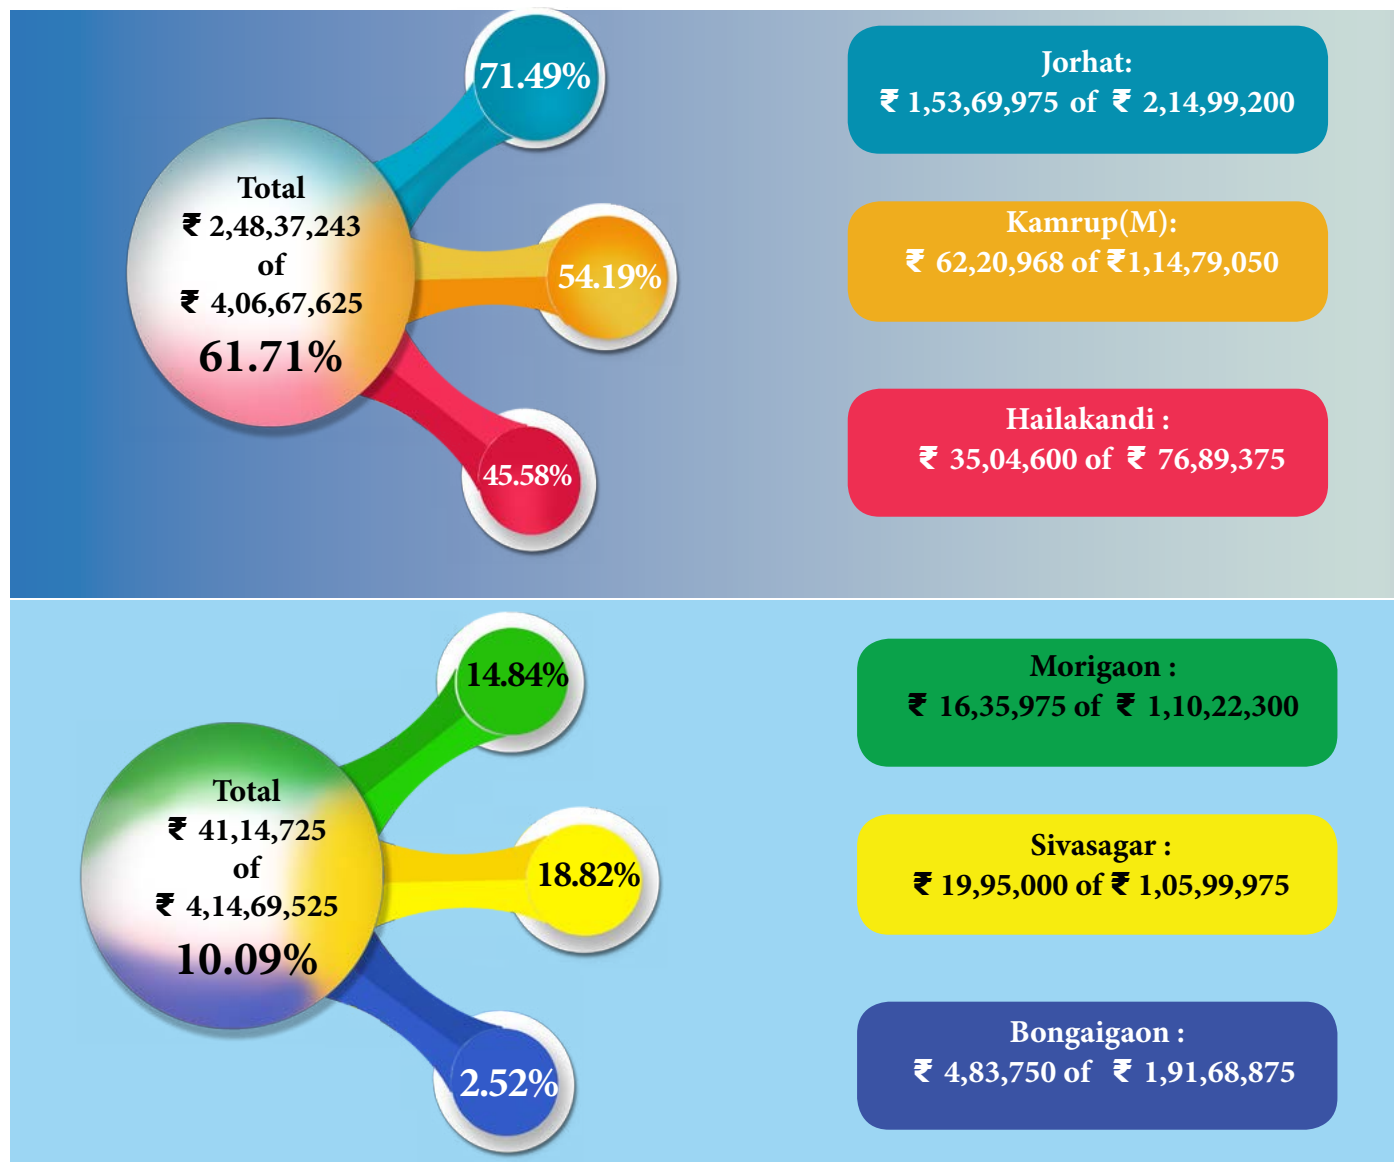 Total
₹ 2,48,37,243
of
₹ 4,06,67,625
61.71%
71.49%
54.19%
45.58%
Jorhat:
₹ 1,53,69,975 of ₹ 2,14,99,200
Kamrup(M):
₹ 62,20,968 of ₹1,14,79,050
Hailakandi :
₹ 35,04,600 of ₹ 76,89,375
Total
₹ 41,14,725
of
₹ 4,14,69,525
10.09%
14.84%
18.82%
2.52%
Morigaon :
₹ 16,35,975 of ₹ 1,10,22,300
Sivasagar :
₹ 19,95,000 of ₹ 1,05,99,975
Bongaigaon :
₹ 4,83,750 of ₹ 1,91,68,875